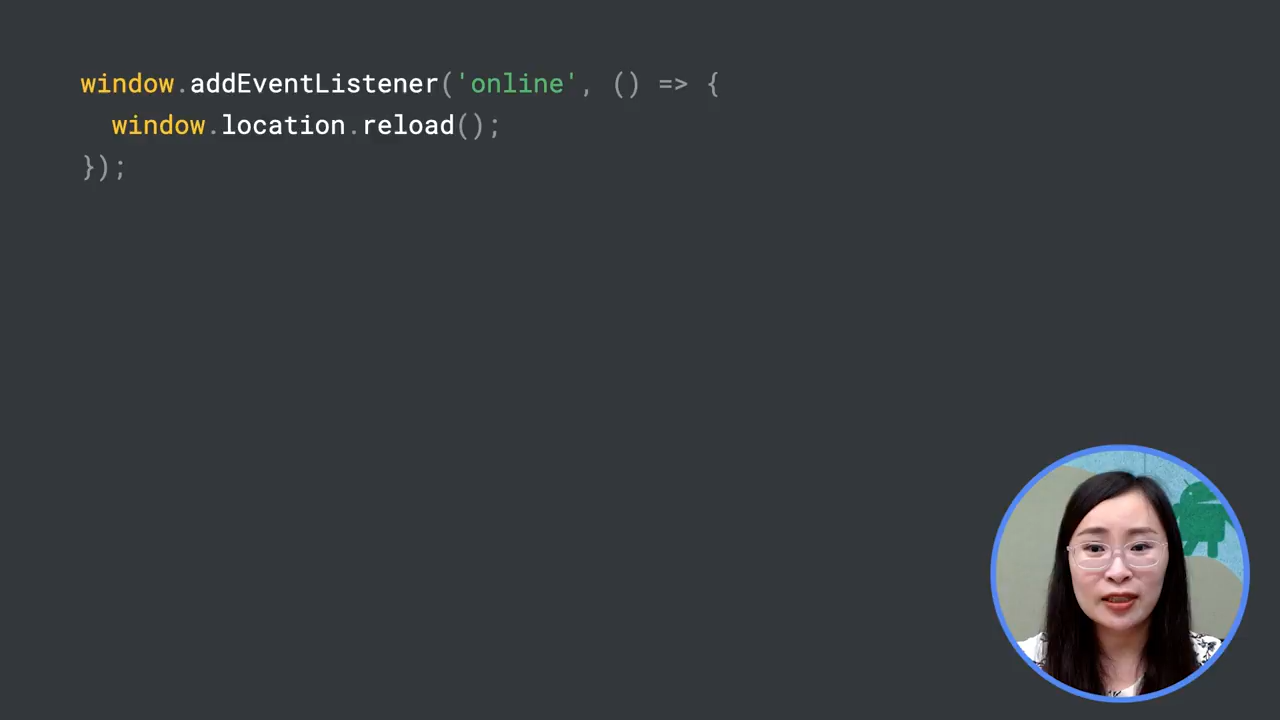 window.addEventListener('online', () => {
window.location.reload();
});